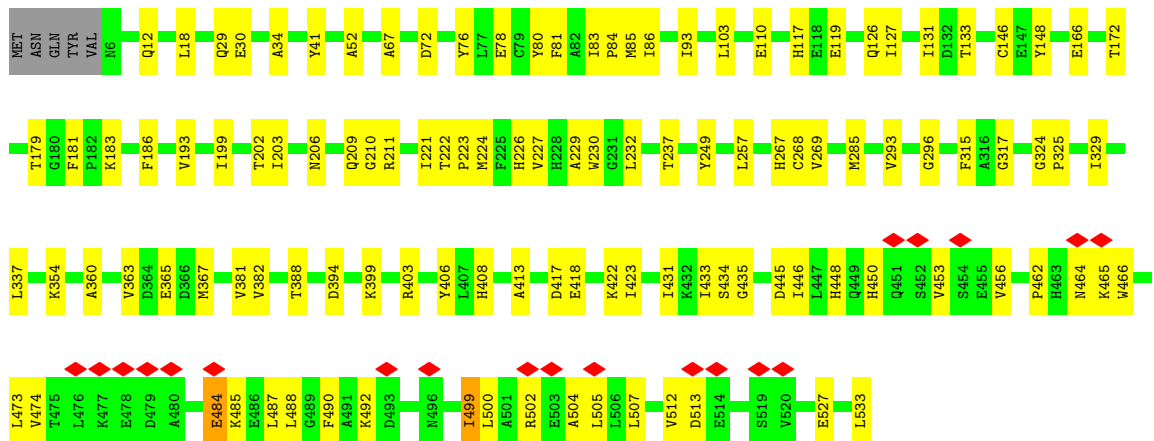 MET ASN GLN TYR VAL N6 Q12 L18 Q29 E30 A34 Y41 A52 A67 D72 Y76 L77 E78 C79 Y80 F81 A82 I83 P84 M85 I86 I93 L103 E110 H117 E118 E119 Q126 I127 I131 D132 T133 C146 E147 Y148 E166 T172
T179 G180 F181 P182 K183 F186 V193 I199 T202 I203 N206 Q209 G210 R211 I221 T222 P223 M224 F225 H226 V227 H228 A229 W230 G231 L232 T237 Y249 L257 H267 C268 V269 M285 V293 G296 F315 A316 G317 G324 P325 I329
L337 K354 A360 V363 D364 E365 D366 M367 V381 V382 T388 D394 K399 R403 Y406 L407 H408 A413 D417 E418 K422 I423 I431 K432 I433 S434 G435 D445 I446 L447 H448 Q449 H450 Q451 S452 V453 S454 E455 V456 P462 H463 N464 K465 W466
L473 V474 T475 L476 K477 E478 D479 A480 E484 K485 E486 L487 L488 G489 F490 A491 K492 D493 N496 I499 L500 A501 R502 E503 A504 L505 L506 L507 V512 D513 E514 S519 V520 E527 L533